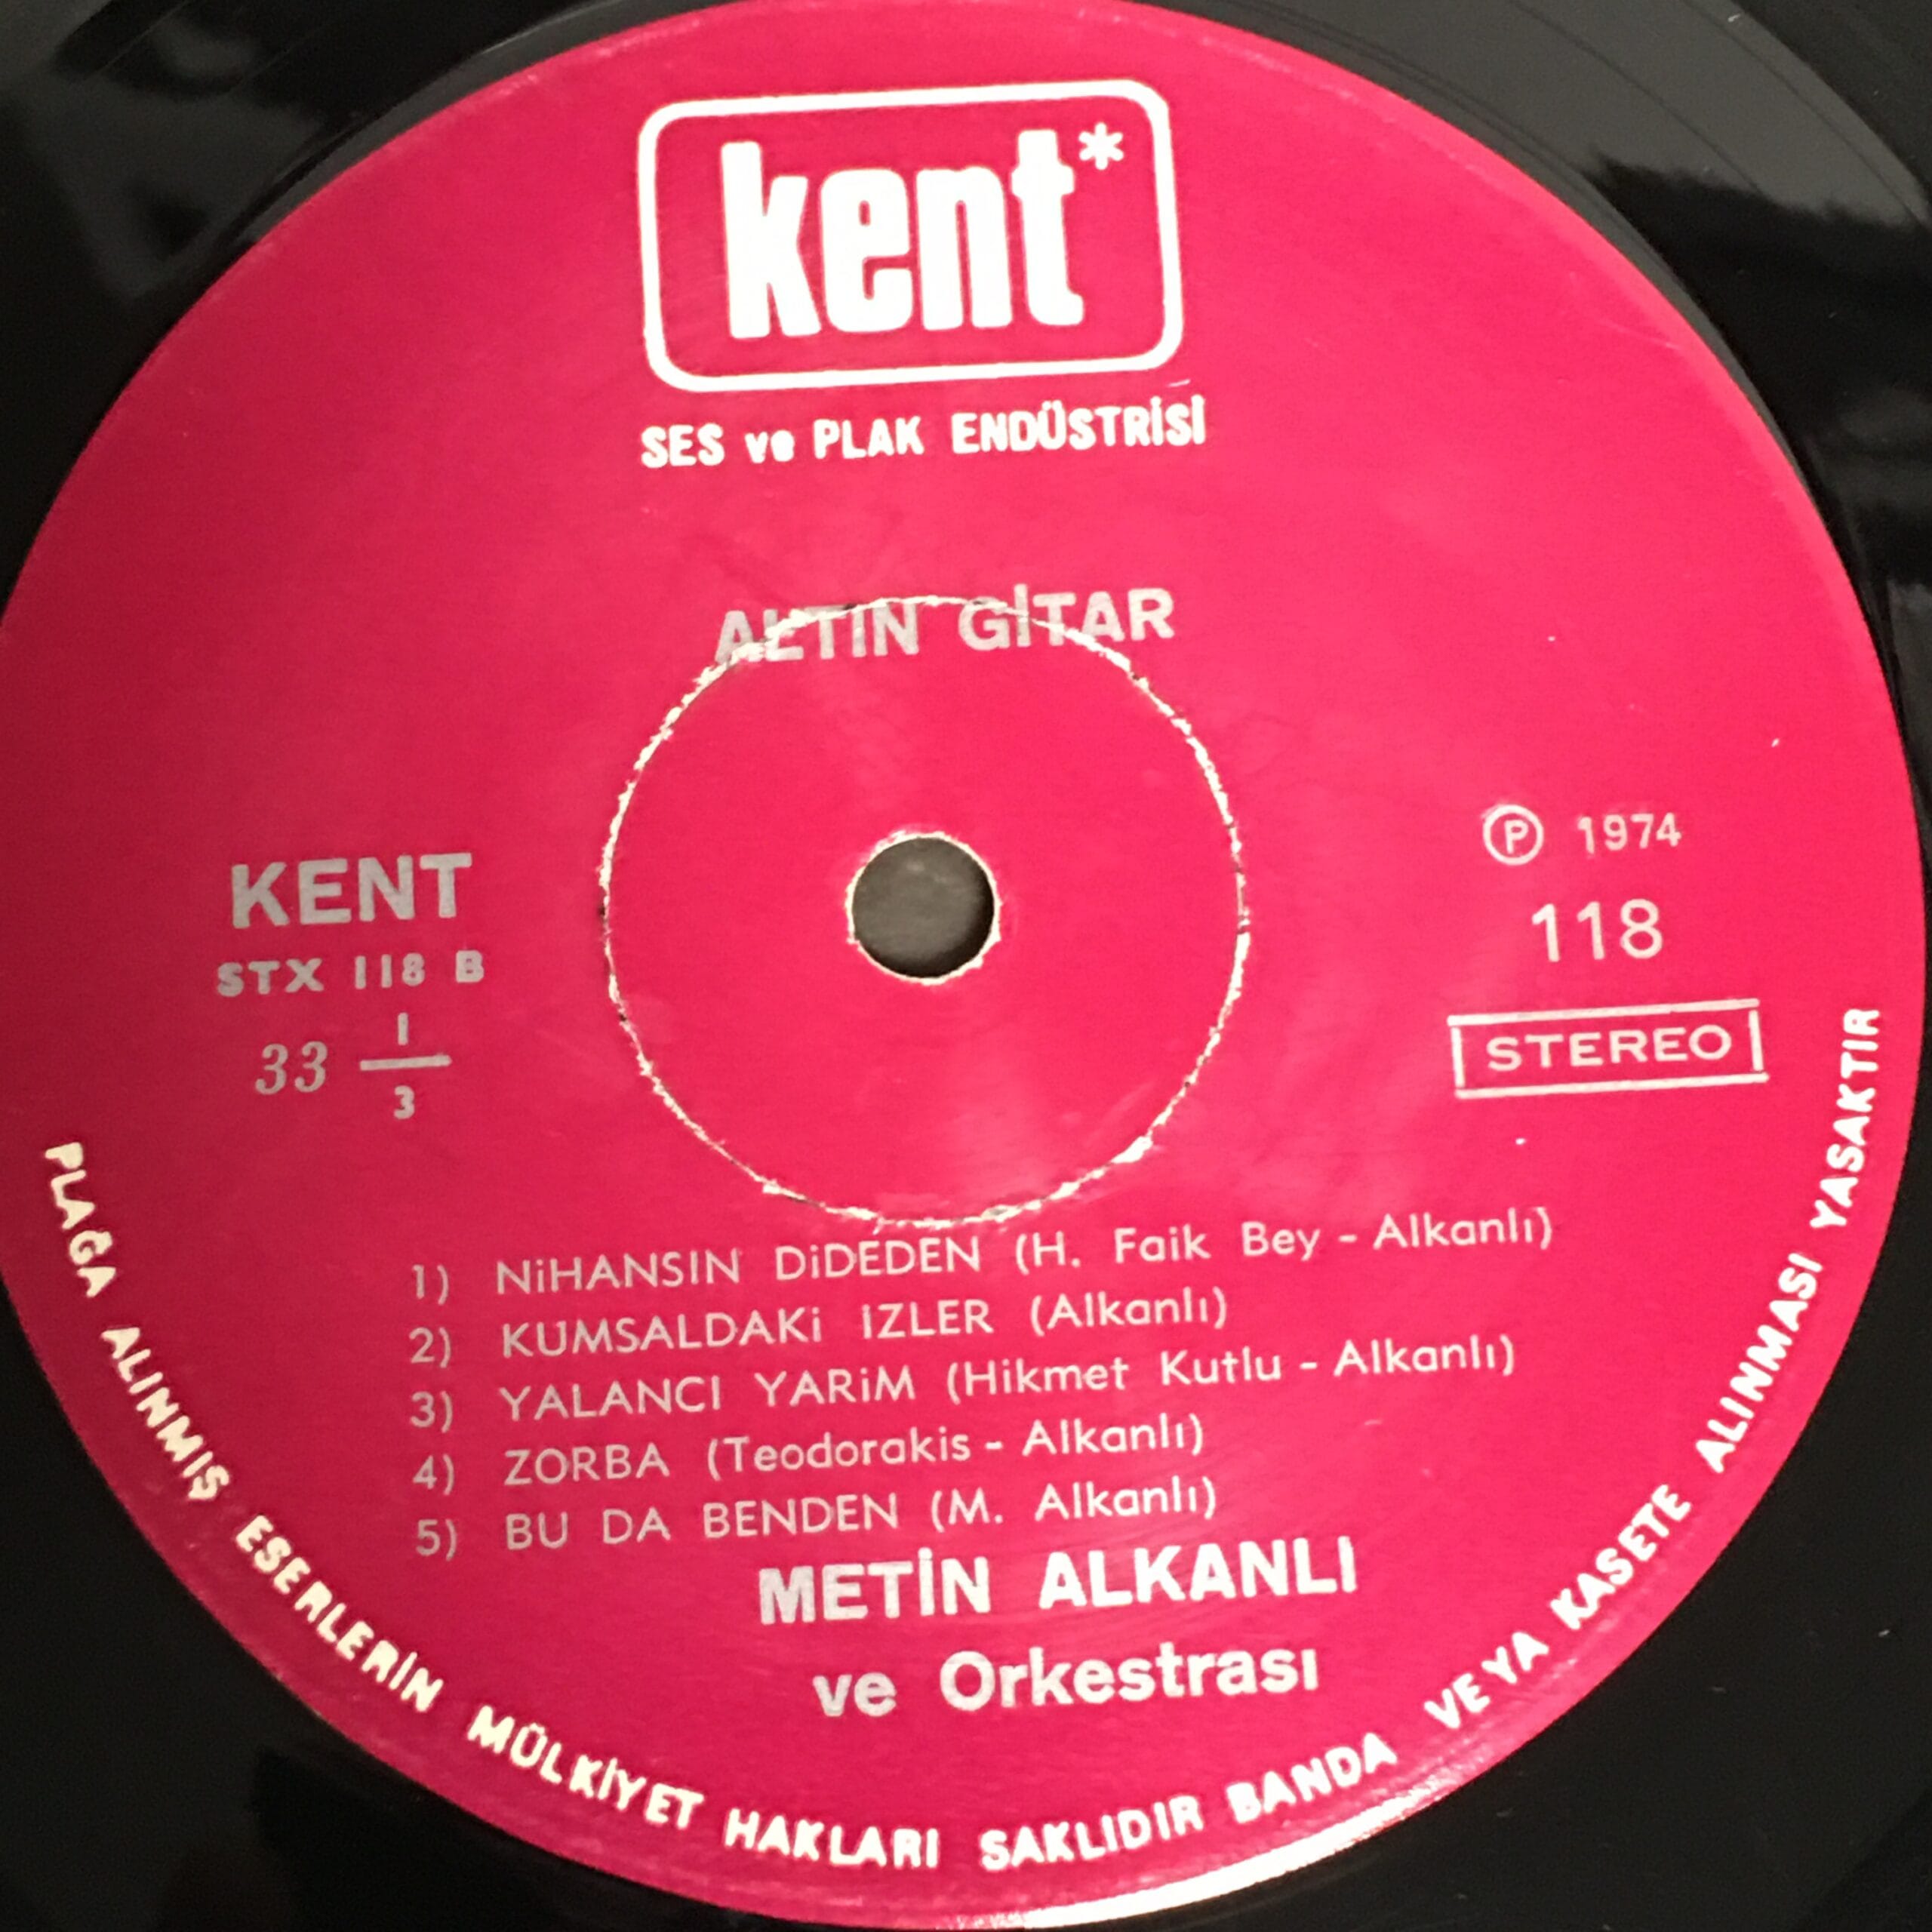 kent*
SES ve PLAK ENDÜSTRİSİ
ALTIN GİTAR
KENT
STX 118 B
33 1/3
Ⓟ 1974
118
STEREO
1) NiHANSIN DiDEDEN (H. Faik Bey - Alkanlı)
2) KUMSALDAKi IZLER (Alkanlı)
3) YALANCI YARiM (Hikmet Kutlu - Alkanlı)
4) ZORBA (Teodorakis - Alkanlı)
5) BU DA BENDEN (M. Alkanlı)
METİN ALKANLI
ve Orkestrası
PLAĞA ALINMIŞ ESERLERİN MÜLKİYET HAKLARI SAKLIDIR BANDA VEYA KASETE ALINMASI YASAKTIR